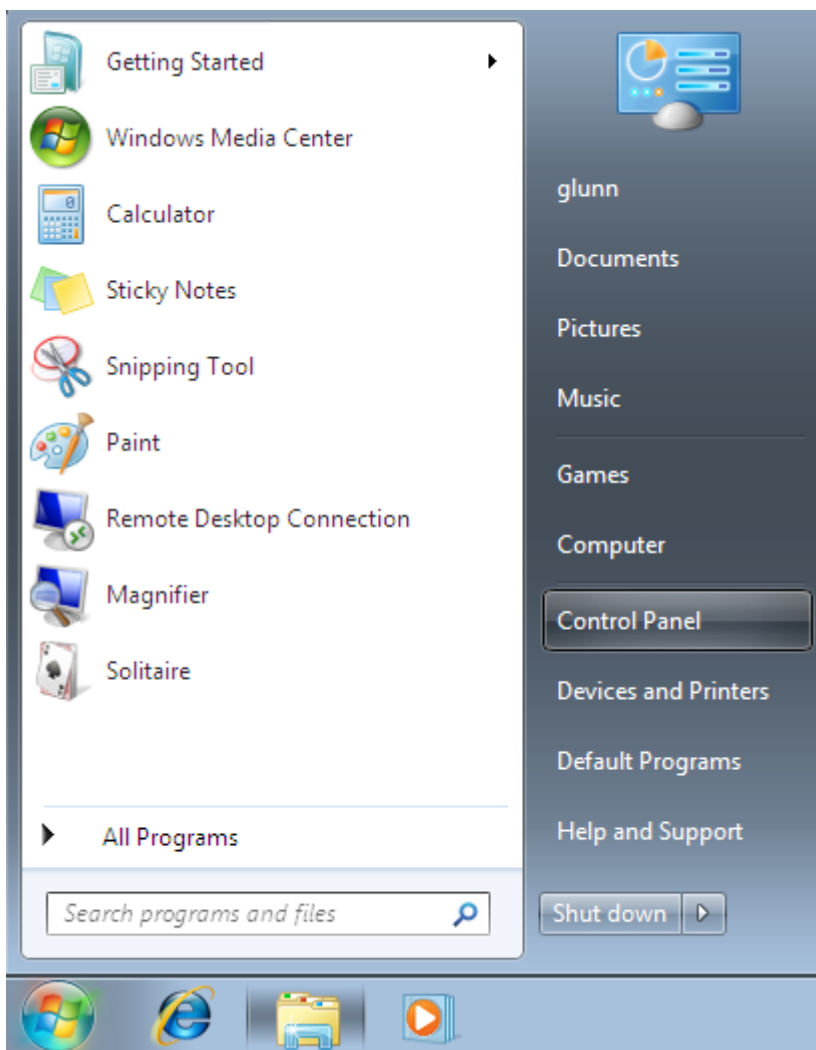 Getting Started
Windows Media Center
Calculator
Sticky Notes
Snipping Tool
Paint
Remote Desktop Connection
Magnifier
Solitaire
All Programs
Search programs and files
glunn
Documents
Pictures
Music
Games
Computer
Control Panel
Devices and Printers
Default Programs
Help and Support
Shut down